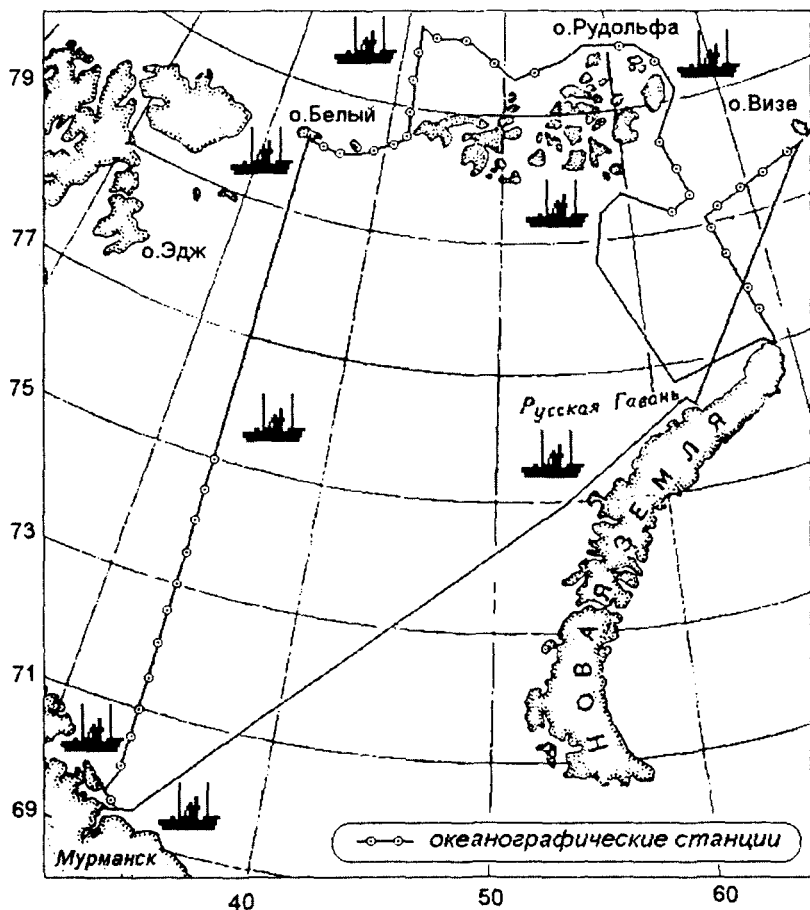 79
77
75
73
71
69
40
50
60
о.Рудольфа
о.Белый
о.Визе
о.Эдж
Русская Гавань
НОВАЯ ЗЕМЛЯ
Мурманск
океанографические станции